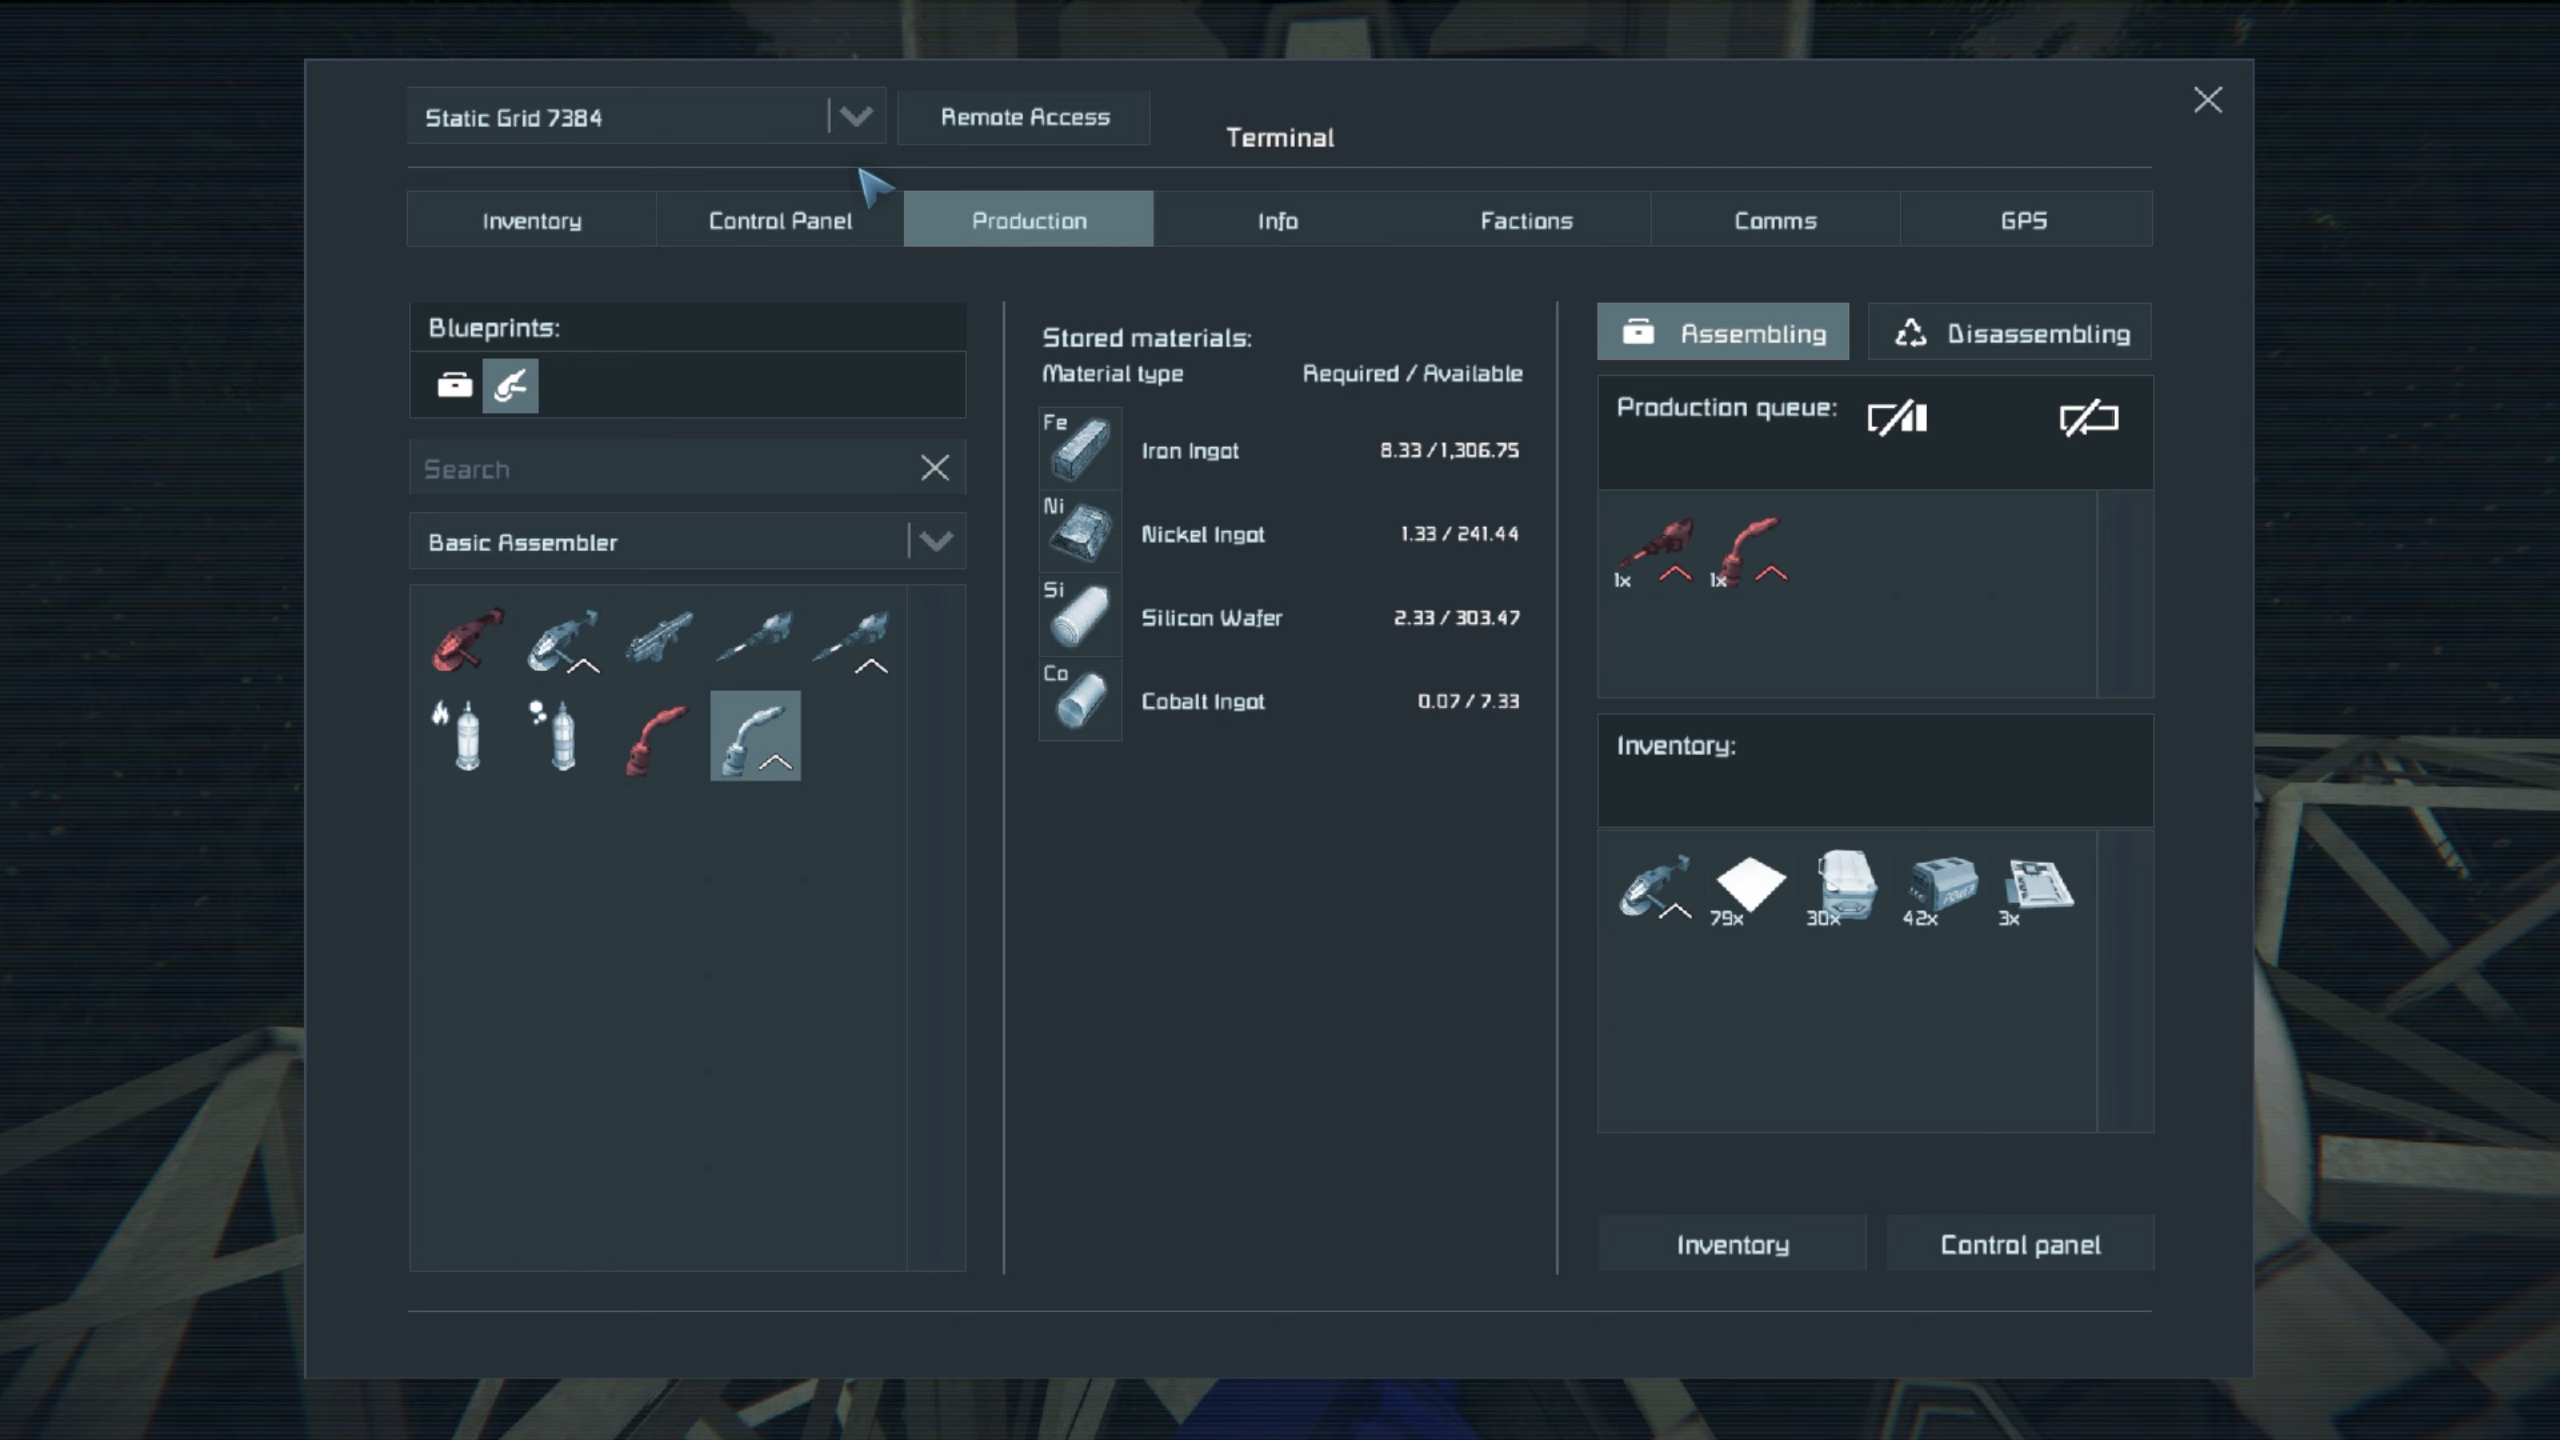 Static Grid 7384
Remote Access
Terminal
Inventory
Control Panel
Production
Info
Factions
Comms
GPS
Blueprints:
Search
Basic Assembler
Stored materials:
Material type
Required / Available
Fe
Iron Ingot
8.33 / 1,306.75
Ni
Nickel Ingot
1.33 / 241.44
Si
Silicon Wafer
2.33 / 303.47
Co
Cobalt Ingot
0.07 / 7.33
Assembling
Disassembling
Production queue:
1x
1x
Inventory:
79x
30x
42x
3x
Inventory
Control panel